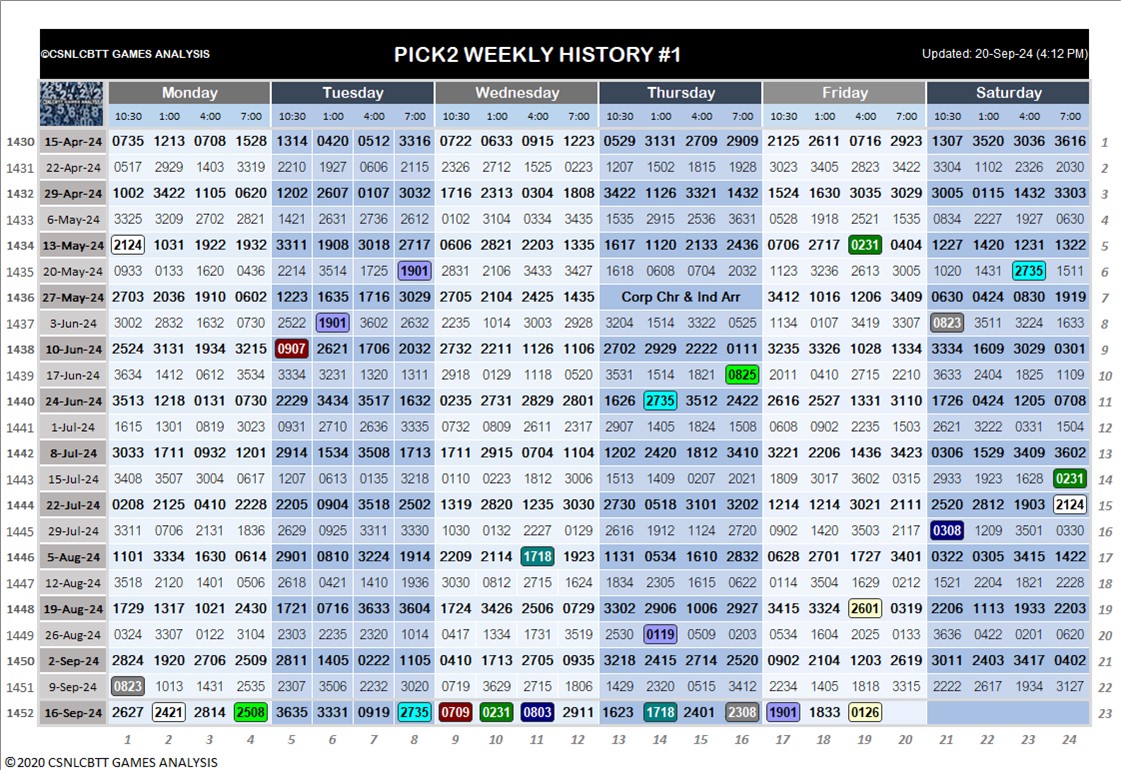 ©CSNLCBTT GAMES ANALYSIS PICK2 WEEKLY HISTORY #1 Updated: 20-Sep-24 (4:12 PM)
Monday Tuesday Wednesday Thursday Friday Saturday
10:30 1:00 4:00 7:00 10:30 1:00 4:00 7:00 10:30 1:00 4:00 7:00 10:30 1:00 4:00 7:00 10:30 1:00 4:00 7:00 10:30 1:00 4:00 7:00
1430 15-Apr-24 0735 1213 0708 1528 1314 0420 0512 3316 0722 0633 0915 1223 0529 3131 2709 2909 2125 2611 0716 2923 1307 3520 3036 3616 1
1431 22-Apr-24 0517 2929 1403 3319 2210 1927 0606 2115 2326 2712 1525 0223 1207 1502 1815 1928 3023 3405 2823 3422 3304 1102 2326 2030 2
1432 29-Apr-24 1002 3422 1105 0620 1202 2607 0107 3032 1716 2313 0304 1808 3422 1126 3321 1432 1524 1630 3035 3029 3005 0115 1432 3303 3
1433 6-May-24 3325 3209 2702 2821 1421 2631 2736 2612 0102 3104 0334 3435 1535 2915 2536 3631 0528 1918 2521 1535 0834 2227 1927 0630 4
1434 13-May-24 2124 1031 1922 1932 3311 1908 3018 2717 0606 2821 2203 1335 1617 1120 2133 2436 0706 2717 0231 0404 1227 1420 1231 1322 5
1435 20-May-24 0933 0133 1620 0436 2214 3514 1725 1901 2831 2106 3433 3427 1618 0608 0704 2032 1123 3236 2613 3005 1020 1431 2735 1511 6
1436 27-May-24 2703 2036 1910 0602 1223 1635 1716 3029 2705 2104 2425 1435 Corp Chr & Ind Arr 3412 1016 1206 3409 0630 0424 0830 1919 7
1437 3-Jun-24 3002 2832 1632 0730 2522 1901 3602 2632 2235 1014 3003 2928 3204 1514 3322 0525 1134 0107 3419 3307 0823 3511 3224 1633 8
1438 10-Jun-24 2524 3131 1934 3215 0907 2621 1706 2032 2732 2211 1126 1106 2702 2929 2222 0111 3235 3326 1028 1334 3334 1609 3029 0301 9
1439 17-Jun-24 3634 1412 0612 3534 3334 3231 1320 1311 2918 0129 1118 0520 3531 1514 1821 0825 2011 0410 2715 2210 3633 2404 1825 1109 10
1440 24-Jun-24 3513 1218 0131 0730 2229 3434 3517 1632 0235 2731 2829 2801 1626 2735 3512 2422 2616 2527 1331 3110 1726 0424 1205 0708 11
1441 1-Jul-24 1615 1301 0819 3023 0931 2710 2636 3335 0732 0809 2611 2317 2907 1405 1824 1508 0608 0902 2235 1503 2621 3222 0331 1504 12
1442 8-Jul-24 3033 1711 0932 1201 2914 1534 3508 1713 1711 2915 0704 1104 1202 2420 1812 3410 3221 2206 1436 3423 0306 1529 3409 3602 13
1443 15-Jul-24 3408 3507 3004 0617 1207 0613 0135 3218 0110 0223 1812 3006 1513 1409 0207 2021 1809 3017 3602 0315 2933 1923 1628 0231 14
1444 22-Jul-24 0208 2125 0410 2228 2205 0904 3518 2502 1319 2820 1235 3030 2730 0518 3101 3202 1214 1214 3021 2111 2520 2812 1903 2124 15
1445 29-Jul-24 3311 0706 2131 1836 2629 0925 3311 3330 1030 0132 2227 0129 2616 1912 1124 2720 0902 1420 3503 2117 0308 1209 3501 0330 16
1446 5-Aug-24 1101 3334 1630 0614 2901 0810 3224 1914 2209 2114 1718 1923 1131 0534 1610 2832 0628 2701 1727 3401 0322 0305 3415 1422 17
1447 12-Aug-24 3518 2120 1401 0506 2618 0421 1410 1936 3030 0812 2715 1624 1834 2305 1615 0622 0114 3504 1629 0212 1521 2204 1821 2228 18
1448 19-Aug-24 1729 1317 1021 2430 1721 0716 3633 3604 1724 3426 2506 0729 3302 2906 1006 2927 3415 3324 2601 0319 2206 1113 1933 2203 19
1449 26-Aug-24 0324 3307 0122 3104 2303 2235 2320 1014 0417 1334 1731 3519 2530 0119 0509 0203 0534 1604 2025 0133 3636 0422 0201 0620 20
1450 2-Sep-24 2824 1920 2706 2509 2811 1405 0222 1105 0410 1713 2705 0935 3218 2415 2714 2520 0902 2104 1203 2619 3011 2403 3417 0402 21
1451 9-Sep-24 0823 1013 1431 2535 2307 3506 2232 3020 0719 3629 2715 1806 1429 2320 0515 3412 2234 1405 1818 3315 2222 2617 1934 3127 22
1452 16-Sep-24 2627 2421 2814 2508 3635 3331 0919 2735 0709 0231 0803 2911 1623 1718 2401 2308 1901 1833 0126 23
1 2 3 4 5 6 7 8 9 10 11 12 13 14 15 16 17 18 19 20 21 22 23 24
©2020 CSNLCBTT GAMES ANALYSIS